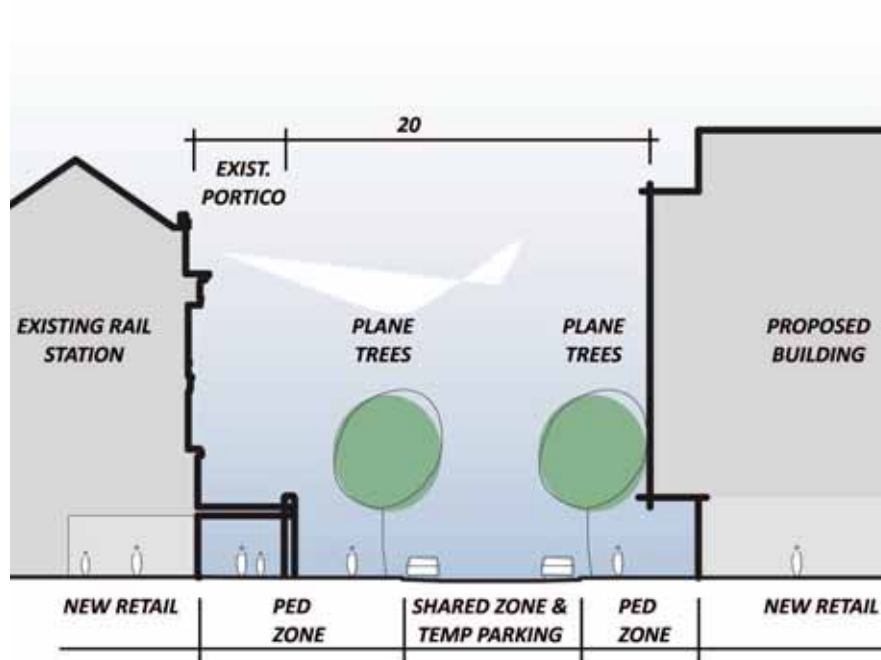 20
EXIST.
PORTICO
EXISTING RAIL
STATION
PLANE
TREES
PLANE
TREES
PROPOSED
BUILDING
NEW RETAIL
PED
ZONE
SHARED ZONE &
TEMP PARKING
PED
ZONE
NEW RETAIL